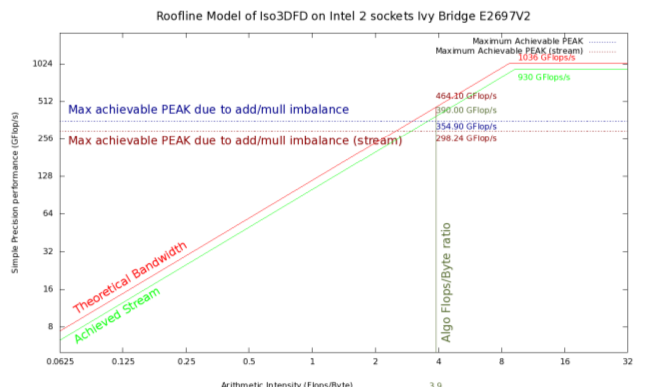 Roofline Model of Iso3DFD on Intel 2 sockets Ivy Bridge E2697V2
Maximum Achievable PEAK
Maximum Achievable PEAK (stream)
1036 GFlops/s
930 GFlops/s
1024
512
256
128
64
32
16
8
Simple Precision performance (GFlop/s)
464.10 GFlop/s
390.00 GFlop/s
354.90 GFlop/s
298.24 GFlop/s
Max achievable PEAK due to add/mull imbalance
Max achievable PEAK due to add/mull imbalance (stream)
Theoretical Bandwidth
Achieved Stream
Algo Flops/Byte ratio
0.0625 0.125 0.25 0.5 1 2 4 8 16 32
Arithmetic Intensity (Flops/Byte) 3.9